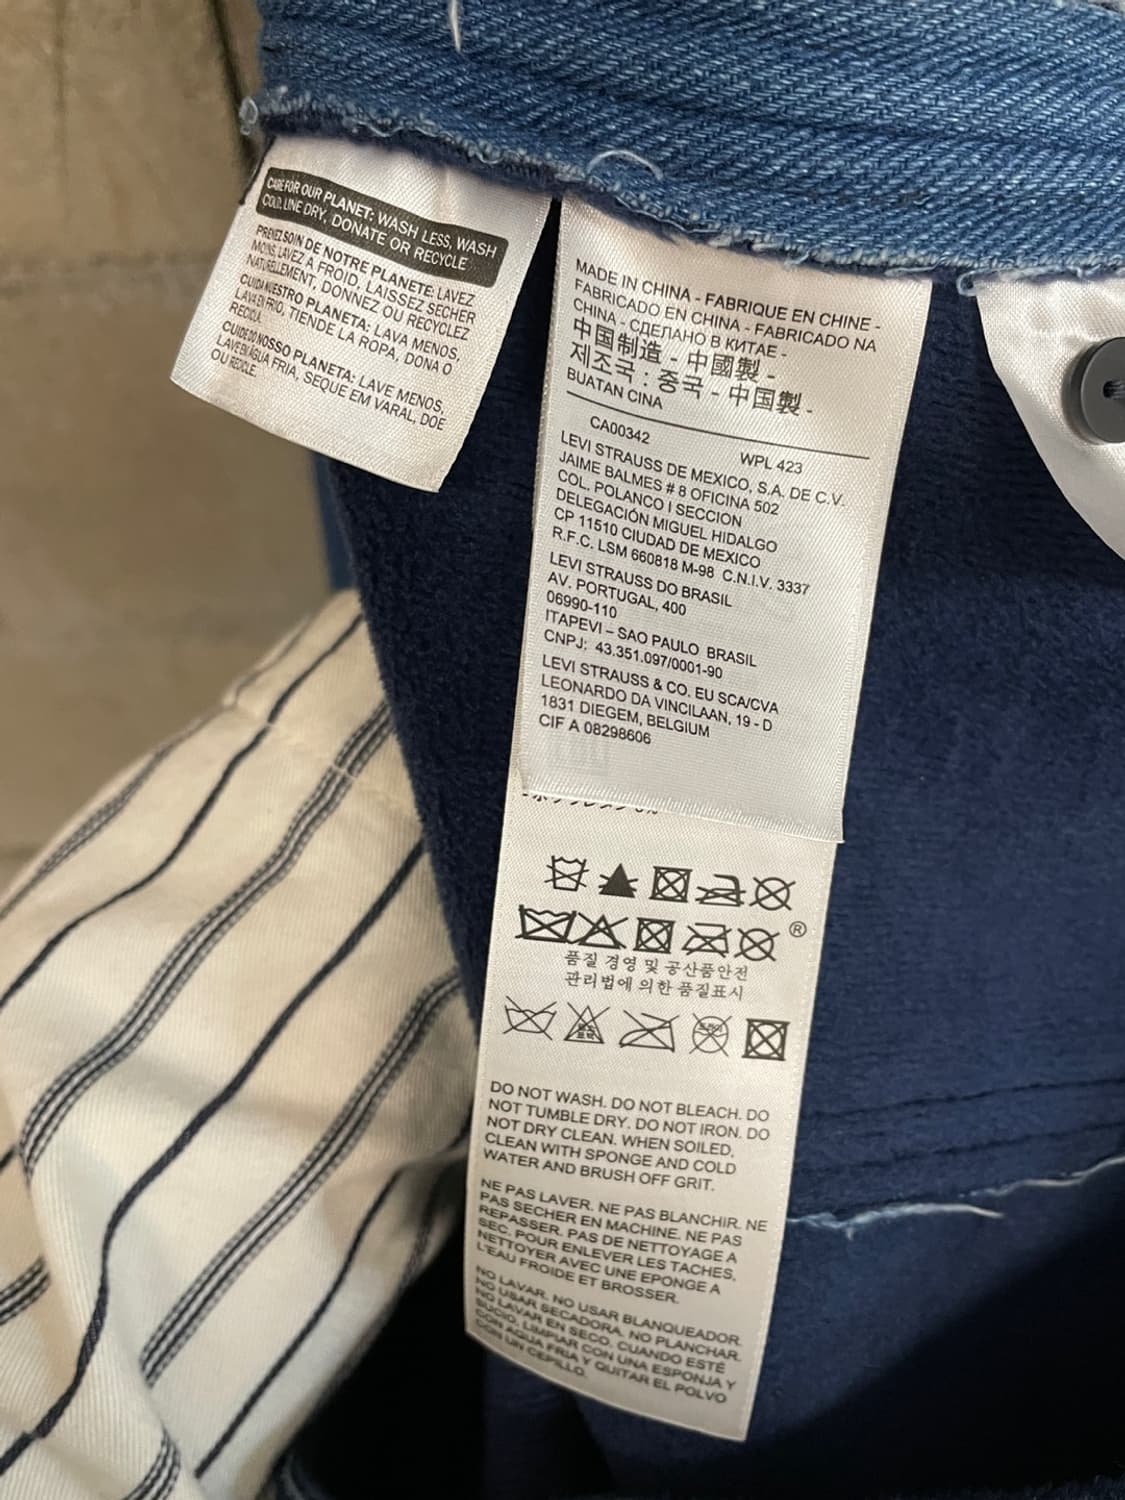 CARE FOR OUR PLANET: WASH LESS, WASH
COLD, LINE DRY, DONATE OR RECYCLE
PRENEZ SOIN DE NOTRE PLANETE: LAVEZ
MOINS, LAVEZ A FROID, LAISSEZ SECHER
NATURELLEMENT, DONNEZ OU RECYCLEZ
CUIDA NUESTRO PLANETA: LAVA MENOS,
LAVA EN FRIO, TIENDE LA ROPA, DONA O
RECICLA
CUIDE DO NOSSO PLANETA: LAVE MENOS,
LAVE EM ÁGUA FRIA, SEQUE EM VARAL, DOE
OU RECICLE.
MADE IN CHINA - FABRIQUE EN CHINE -
FABRICADO EN CHINA - FABRICADO NA
CHINA - СДЕЛАНО В КИТАЕ -
中国制造 - 中國製 -
제조국 : 중국 - 中国製 -
BUATAN CINA
CA00342 WPL 423
LEVI STRAUSS DE MEXICO, S.A. DE C.V.
JAIME BALMES # 8 OFICINA 502
COL. POLANCO I SECCION
DELEGACIÓN MIGUEL HIDALGO
CP 11510 CIUDAD DE MEXICO
R.F.C. LSM 660818 M-98 C.N.I.V. 3337
LEVI STRAUSS DO BRASIL
AV. PORTUGAL, 400
06990-110
ITAPEVI – SAO PAULO BRASIL
CNPJ: 43.351.097/0001-90
LEVI STRAUSS & CO. EU SCA/CVA
LEONARDO DA VINCILAAN, 19 - D
1831 DIEGEM, BELGIUM
CIF A 08298606
®
품질 경영 및 공산품안전
관리법에 의한 품질표시
DO NOT WASH. DO NOT BLEACH. DO
NOT TUMBLE DRY. DO NOT IRON. DO
NOT DRY CLEAN. WHEN SOILED,
CLEAN WITH SPONGE AND COLD
WATER AND BRUSH OFF GRIT.
NE PAS LAVER. NE PAS BLANCHIR. NE
PAS SECHER EN MACHINE. NE PAS
REPASSER. PAS DE NETTOYAGE A
SEC. POUR ENLEVER LES TACHES,
NETTOYER AVEC UNE EPONGE A
L'EAU FROIDE ET BROSSER.
NO LAVAR. NO USAR BLANQUEADOR.
NO USAR SECADORA. NO PLANCHAR.
NO LAVAR EN SECO. CUANDO ESTÉ
SUCIO, LIMPIAR CON UNA ESPONJA Y
CON AGUA FRIA Y QUITAR EL POLVO
CON UN CEPILLO.